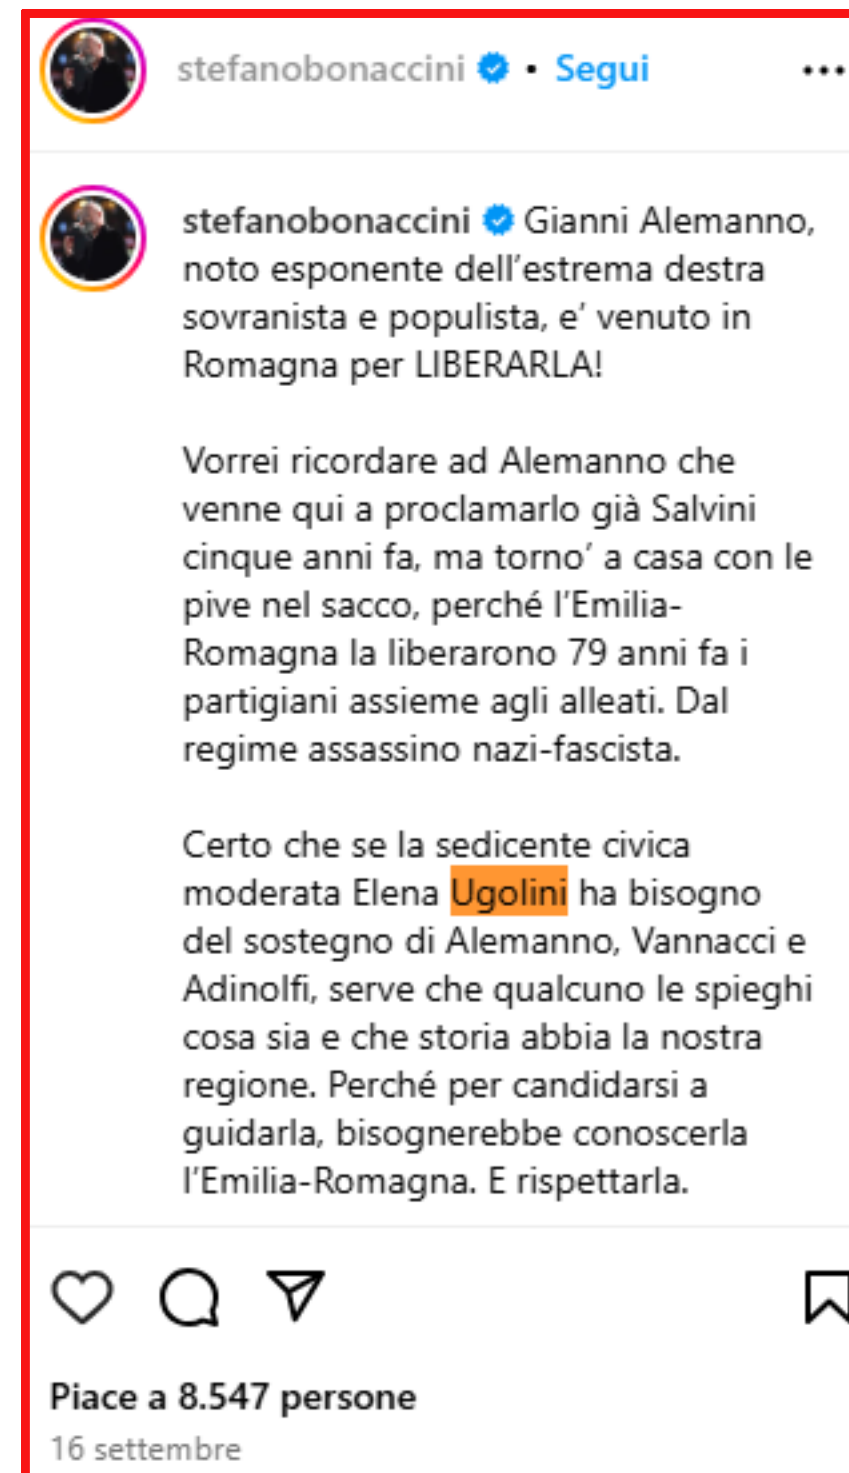 stefanobonaccini • Segui
stefanobonaccini Gianni Alemanno,
noto esponente dell'estrema destra
sovranista e populista, e' venuto in
Romagna per LIBERARLA!
Vorrei ricordare ad Alemanno che
venne qui a proclamarlo già Salvini
cinque anni fa, ma torno' a casa con le
pive nel sacco, perché l'Emilia-
Romagna la liberarono 79 anni fa i
partigiani assieme agli alleati. Dal
regime assassino nazi-fascista.
Certo che se la sedicente civica
moderata Elena Ugolini ha bisogno
del sostegno di Alemanno, Vannacci e
Adinolfi, serve che qualcuno le spieghi
cosa sia e che storia abbia la nostra
regione. Perché per candidarsi a
guidarla, bisognerebbe conoscerla
l'Emilia-Romagna. E rispettarla.
Piace a 8.547 persone
16 settembre